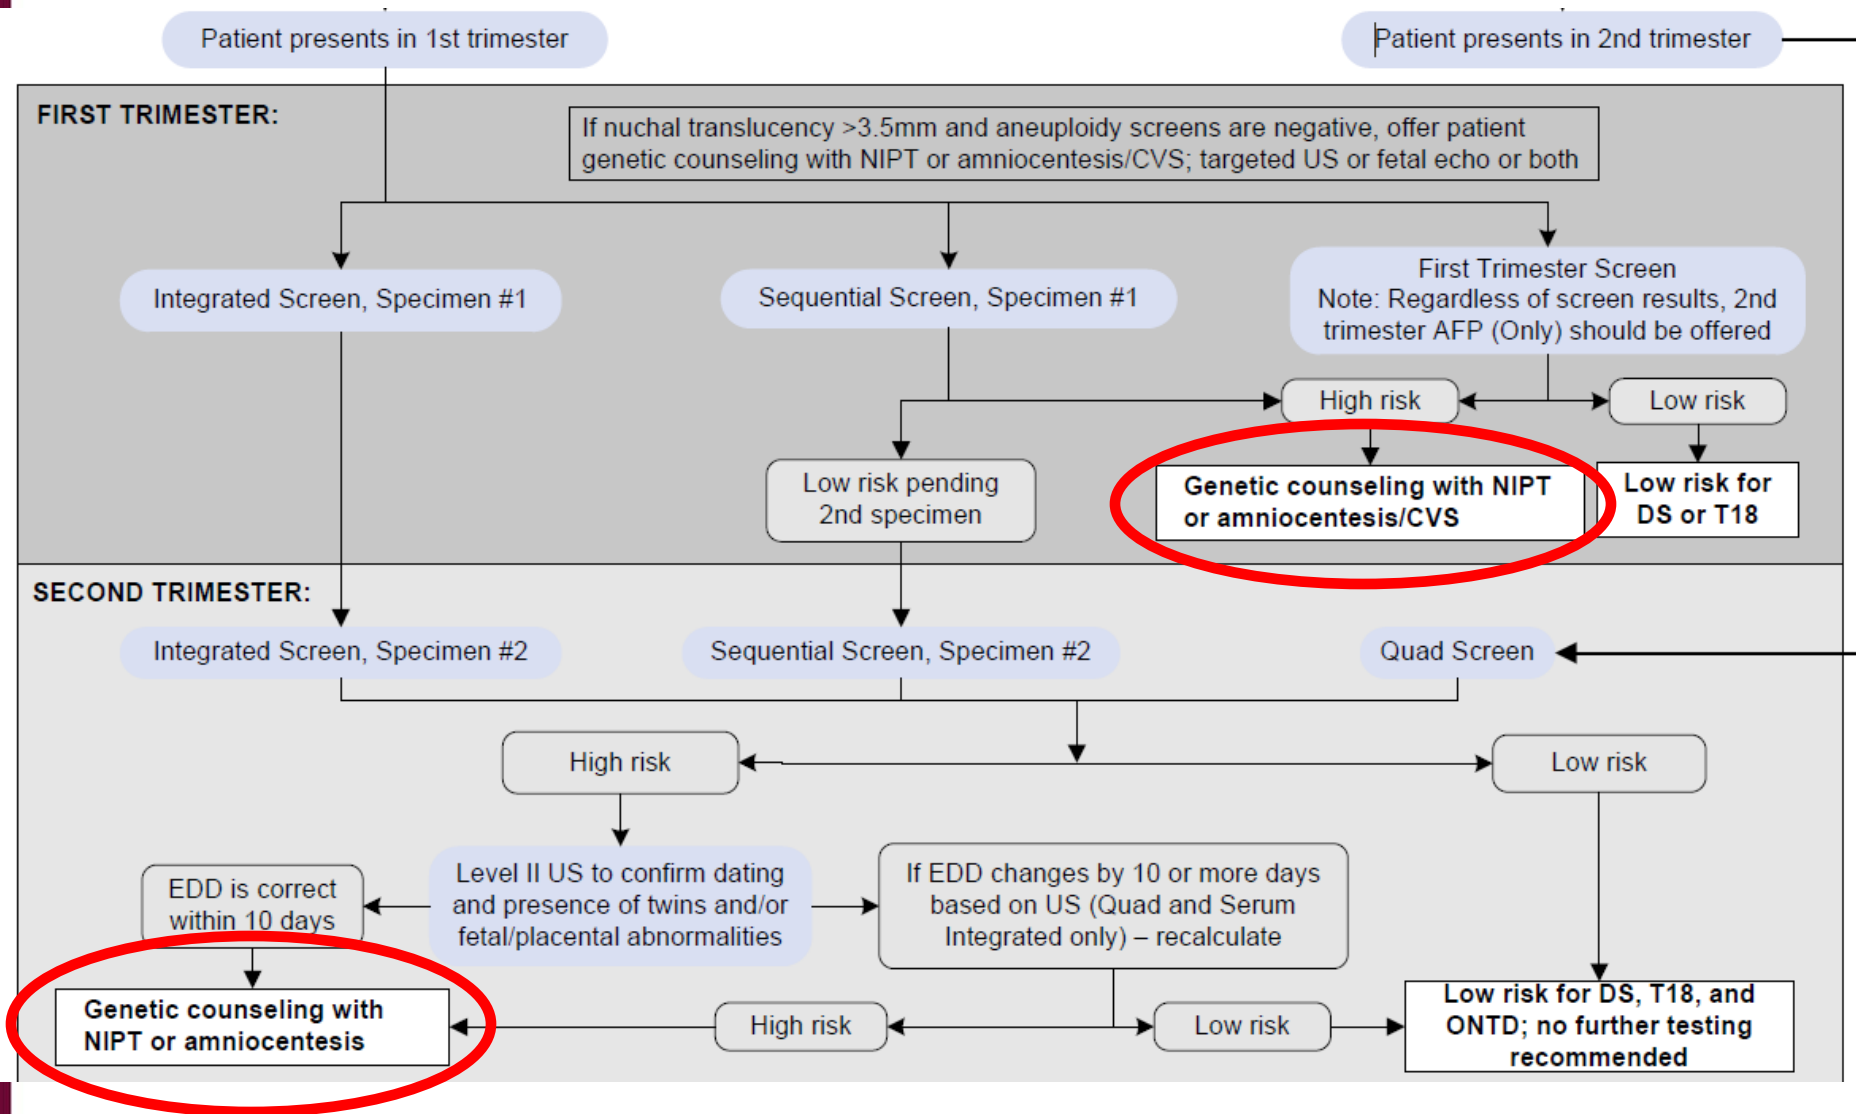 Patient presents in 1st trimester
Patient presents in 2nd trimester
FIRST TRIMESTER:
If nuchal translucency >3.5mm and aneuploidy screens are negative, offer patient
genetic counseling with NIPT or amniocentesis/CVS; targeted US or fetal echo or both
Integrated Screen, Specimen #1
Sequential Screen, Specimen #1
First Trimester Screen
Note: Regardless of screen results, 2nd
trimester AFP (Only) should be offered
High risk
Low risk
Low risk pending
2nd specimen
Genetic counseling with NIPT
or amniocentesis/CVS
Low risk for
DS or T18
SECOND TRIMESTER:
Integrated Screen, Specimen #2
Sequential Screen, Specimen #2
Quad Screen
High risk
Low risk
EDD is correct
within 10 days
Level II US to confirm dating
and presence of twins and/or
fetal/placental abnormalities
If EDD changes by 10 or more days
based on US (Quad and Serum
Integrated only) – recalculate
Genetic counseling with
NIPT or amniocentesis
High risk
Low risk
Low risk for DS, T18, and
ONTD; no further testing
recommended